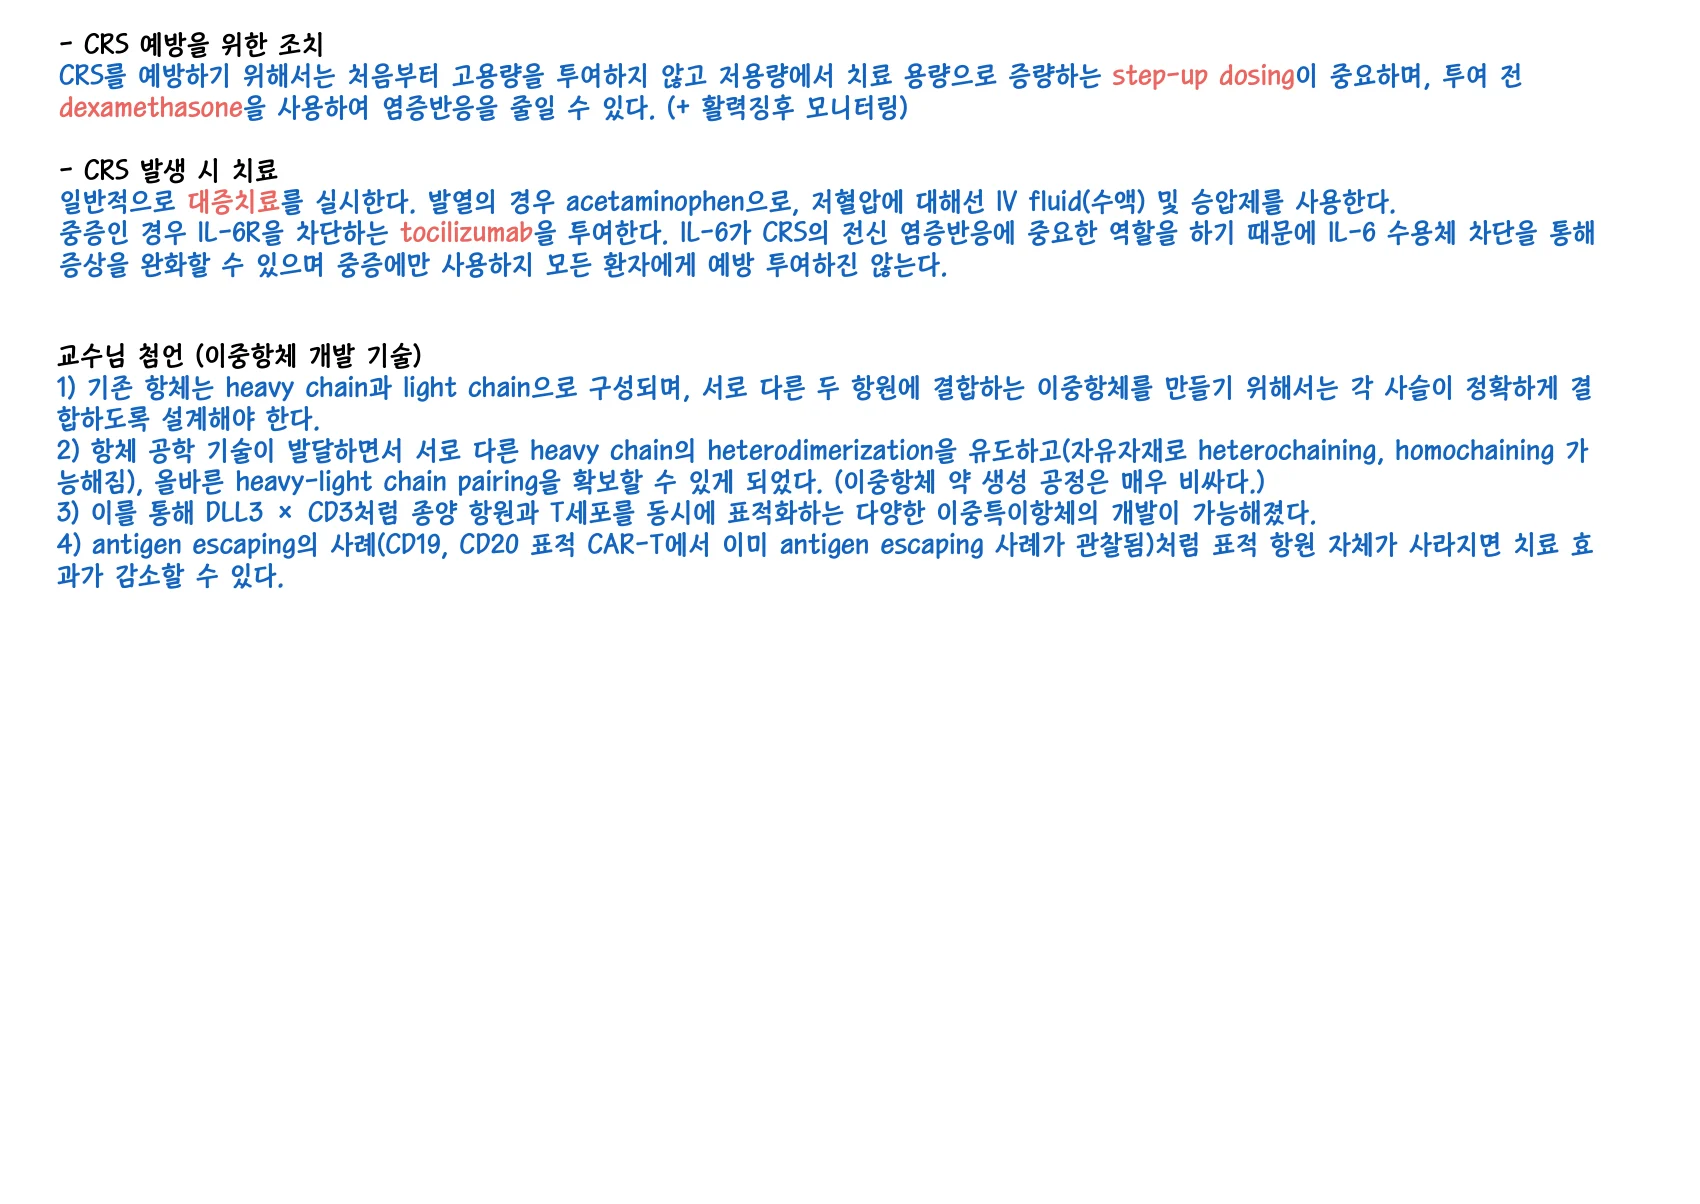 - CRS 예방을 위한 조치
CRS를 예방하기 위해서는 처음부터 고용량을 투여하지 않고 저용량에서 치료 용량으로 증량하는 step-up dosing이 중요하며, 투여 전
dexamethasone을 사용하여 염증반응을 줄일 수 있다. (+ 활력징후 모니터링)
- CRS 발생 시 치료
일반적으로 대증치료를 실시한다. 발열의 경우 acetaminophen으로, 저혈압에 대해선 IV fluid(수액) 및 승압제를 사용한다.
중증인 경우 IL-6R을 차단하는 tocilizumab을 투여한다. IL-6가 CRS의 전신 염증반응에 중요한 역할을 하기 때문에 IL-6 수용체 차단을 통해
증상을 완화할 수 있으며 중증에만 사용하지 모든 환자에게 예방 투여하진 않는다.
교수님 첨언 (이중항체 개발 기술)
1) 기존 항체는 heavy chain과 light chain으로 구성되며, 서로 다른 두 항원에 결합하는 이중항체를 만들기 위해서는 각 사슬이 정확하게 결
합하도록 설계해야 한다.
2) 항체 공학 기술이 발달하면서 서로 다른 heavy chain의 heterodimerization을 유도하고(자유자재로 heterochaining, homochaining 가
능해짐), 올바른 heavy-light chain pairing을 확보할 수 있게 되었다. (이중항체 약 생성 공정은 매우 비싸다.)
3) 이를 통해 DLL3 × CD3처럼 종양 항원과 T세포를 동시에 표적화하는 다양한 이중특이항체의 개발이 가능해졌다.
4) antigen escaping의 사례(CD19, CD20 표적 CAR-T에서 이미 antigen escaping 사례가 관찰됨)처럼 표적 항원 자체가 사라지면 치료 효
과가 감소할 수 있다.